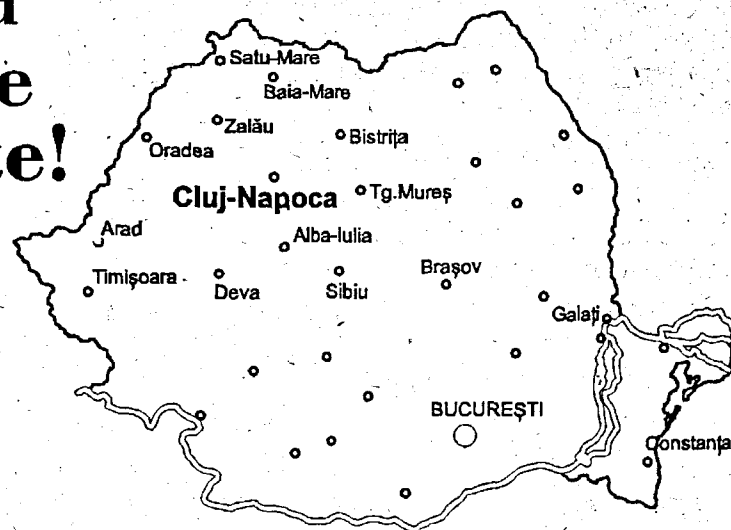 Satu-Mare
Baia-Mare
Zalău
Bistrița
Oradea
Cluj-Napoca
Tg.Mureș
Arad
Alba-Iulia
Timișoara
Deva
Sibiu
Brașov
Galați
BUCUREȘTI
Constanța